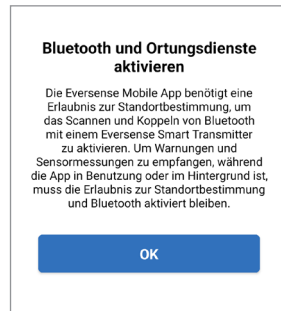 Bluetooth und Ortungsdienste
aktivieren
Die Eversense Mobile App benötigt eine
Erlaubnis zur Standortbestimmung, um
das Scannen und Koppeln von Bluetooth
mit einem Eversense Smart Transmitter
zu aktivieren. Um Warnungen und
Sensormessungen zu empfangen, während
die App in Benutzung oder im Hintergrund ist,
muss die Erlaubnis zur Standortbestimmung
und Bluetooth aktiviert bleiben.
OK